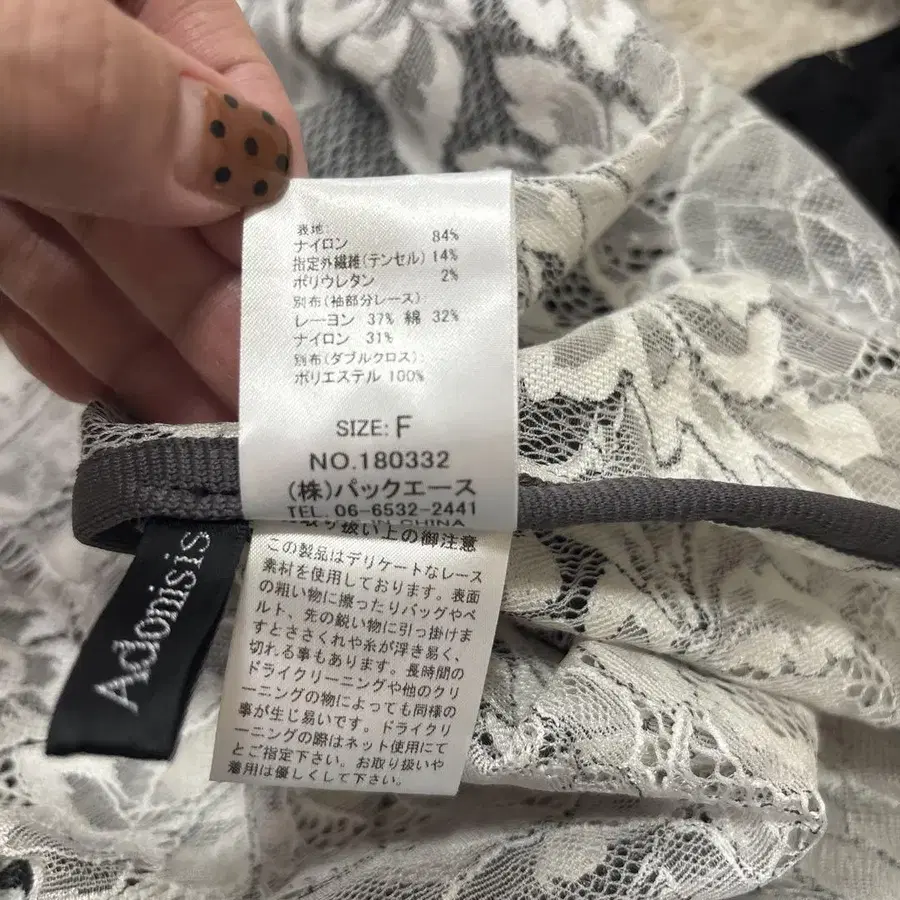 表地:
ナイロン 84%
指定外繊維(テンセル) 14%
ポリウレタン 2%
別布(袖部分レース):
レーヨン 37% 綿 32%
ナイロン 31%
別布(ダブルクロス):
ポリエステル 100%
SIZE: F
NO.180332
(株)パックエース
TEL. 06-6532-2441
CHINA
取り扱い上の御注意
この製品はデリケートなレース
素材を使用しております。表面
の粗い物に擦ったりバッグやベ
ルト、先の鋭い物に引っ掛けま
すとささくれや糸が浮き易く、
切れる事もあります。長時間の
ドライクリーニングや他のクリ
ーニングの物によっても同様の
事が生じ易いです。ドライクリ
ーニングの際はネット使用にて
とご指定下さい。お取り扱いや
着用は優しくして下さい。
Adonisis